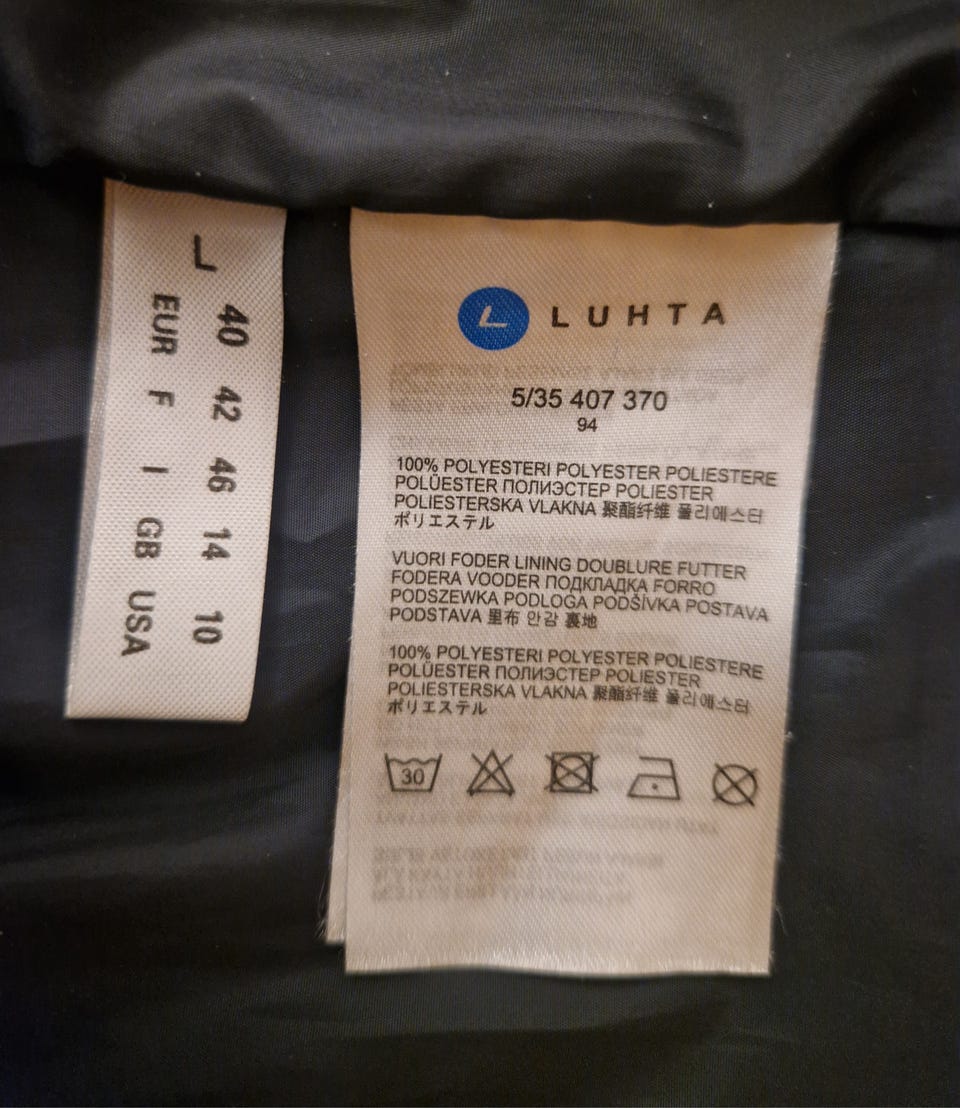 L
40 42 46 14 10
EUR F I GB USA
L LUHTA
5/35 407 370
94
100% POLYESTERI POLYESTER POLIESTERE
POLÜESTER ПОЛИЭСТЕР POLIESTER
POLIESTERSKA VLAKNA 聚酯纤维 폴리에스터
ポリエステル
VUORI FODER LINING DOUBLURE FUTTER
FODERA VOODER ПОДКЛАДКА FORRO
PODSZEWKA PODLOGA PODŠÍVKA POSTAVA
PODSTAVA 里布 안감 裏地
100% POLYESTERI POLYESTER POLIESTERE
POLÜESTER ПОЛИЭСТЕР POLIESTER
POLIESTERSKA VLAKNA 聚酯纤维 폴리에스터
ポリエステル
30